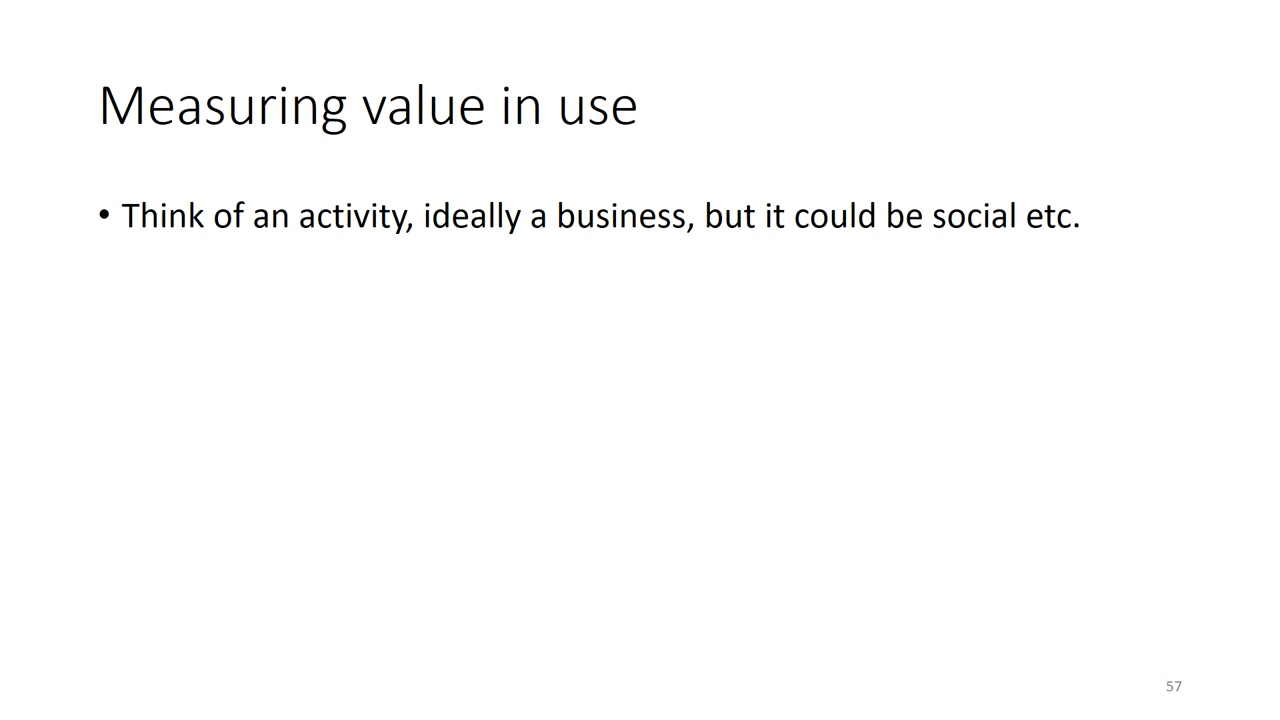 Measuring value in use
• Think of an activity, ideally a business, but it could be social etc.
57